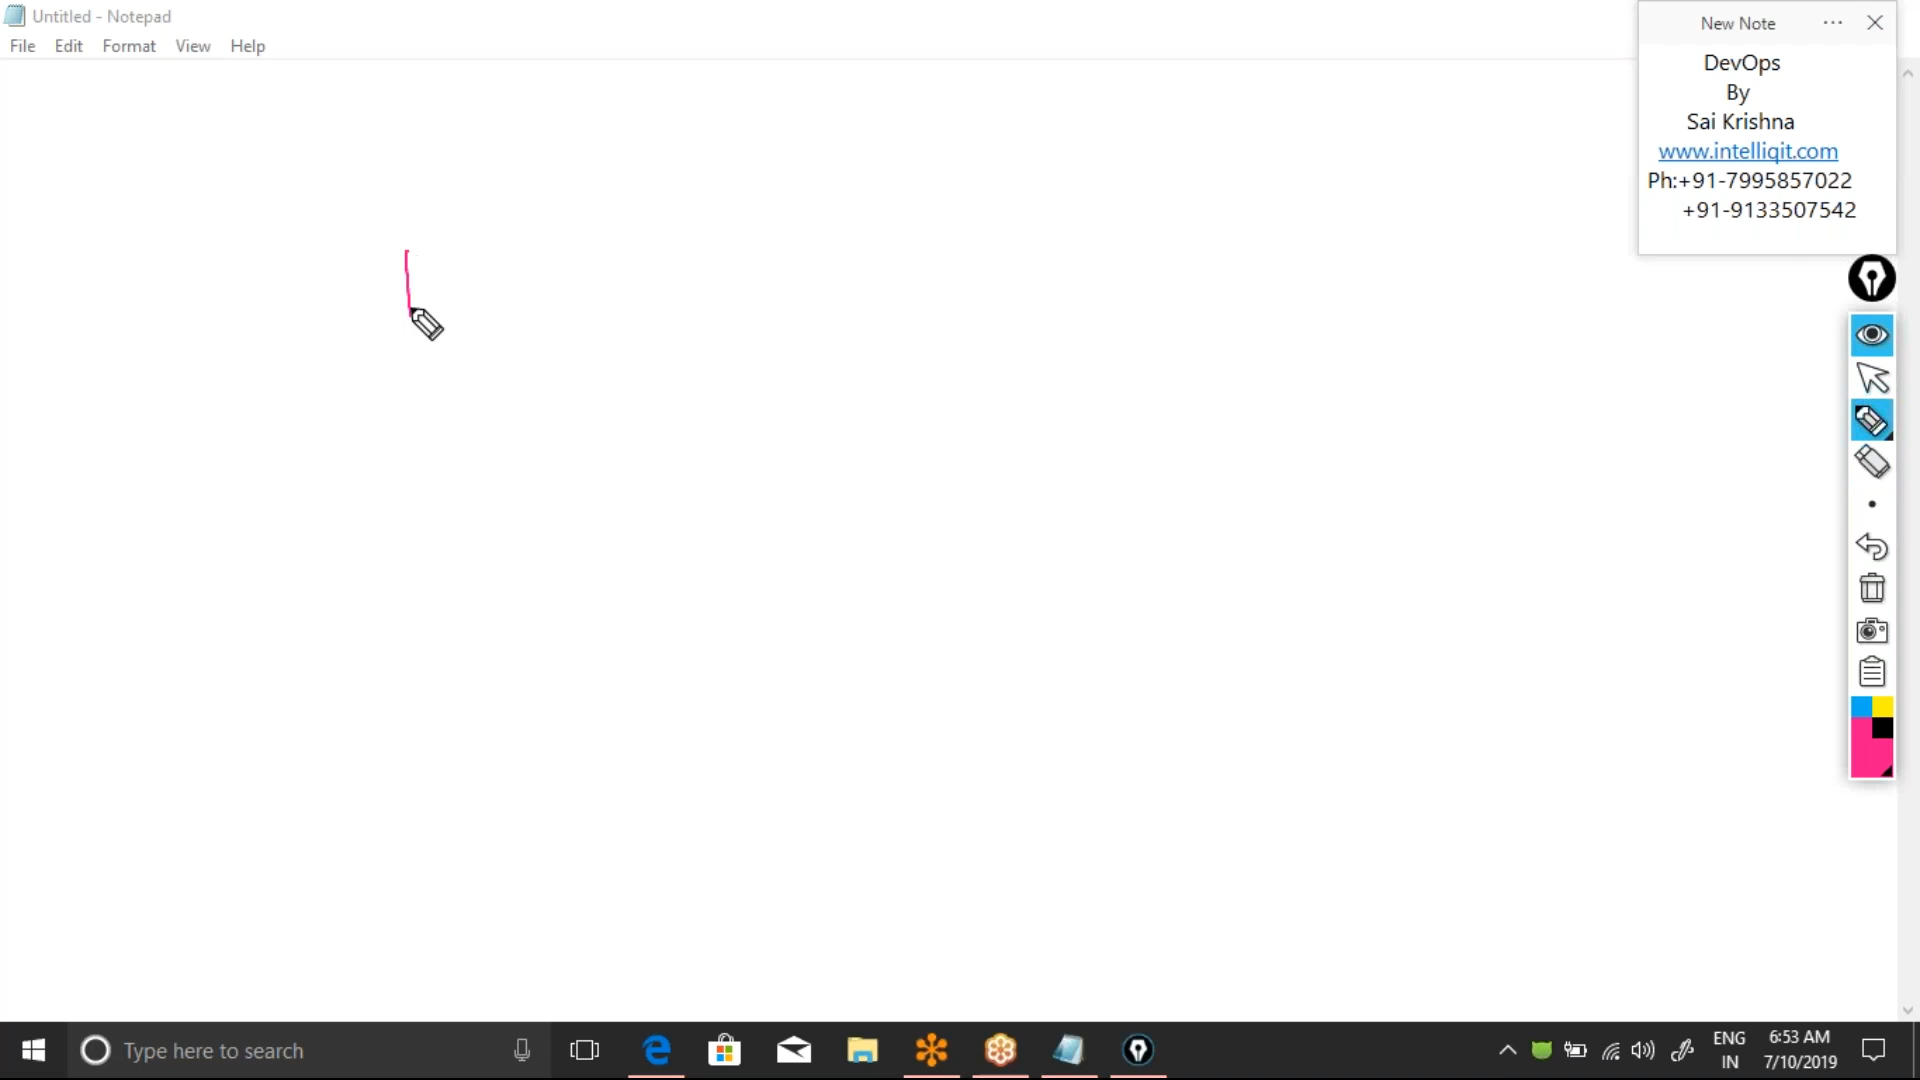 Untitled - Notepad
File Edit Format View Help
New Note
DevOps
By
Sai Krishna
www.intelliqit.com
Ph:+91-7995857022
+91-9133507542
Type here to search
ENG
IN
6:53 AM
7/10/2019